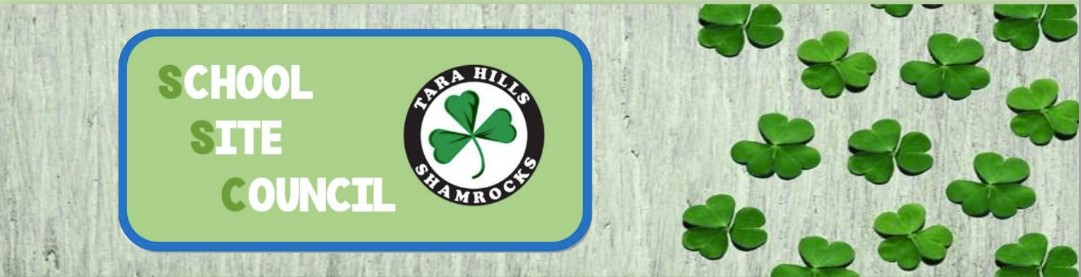 SCHOOL
SITE
COUNCIL
TARA HILLS
SHAMROCKS